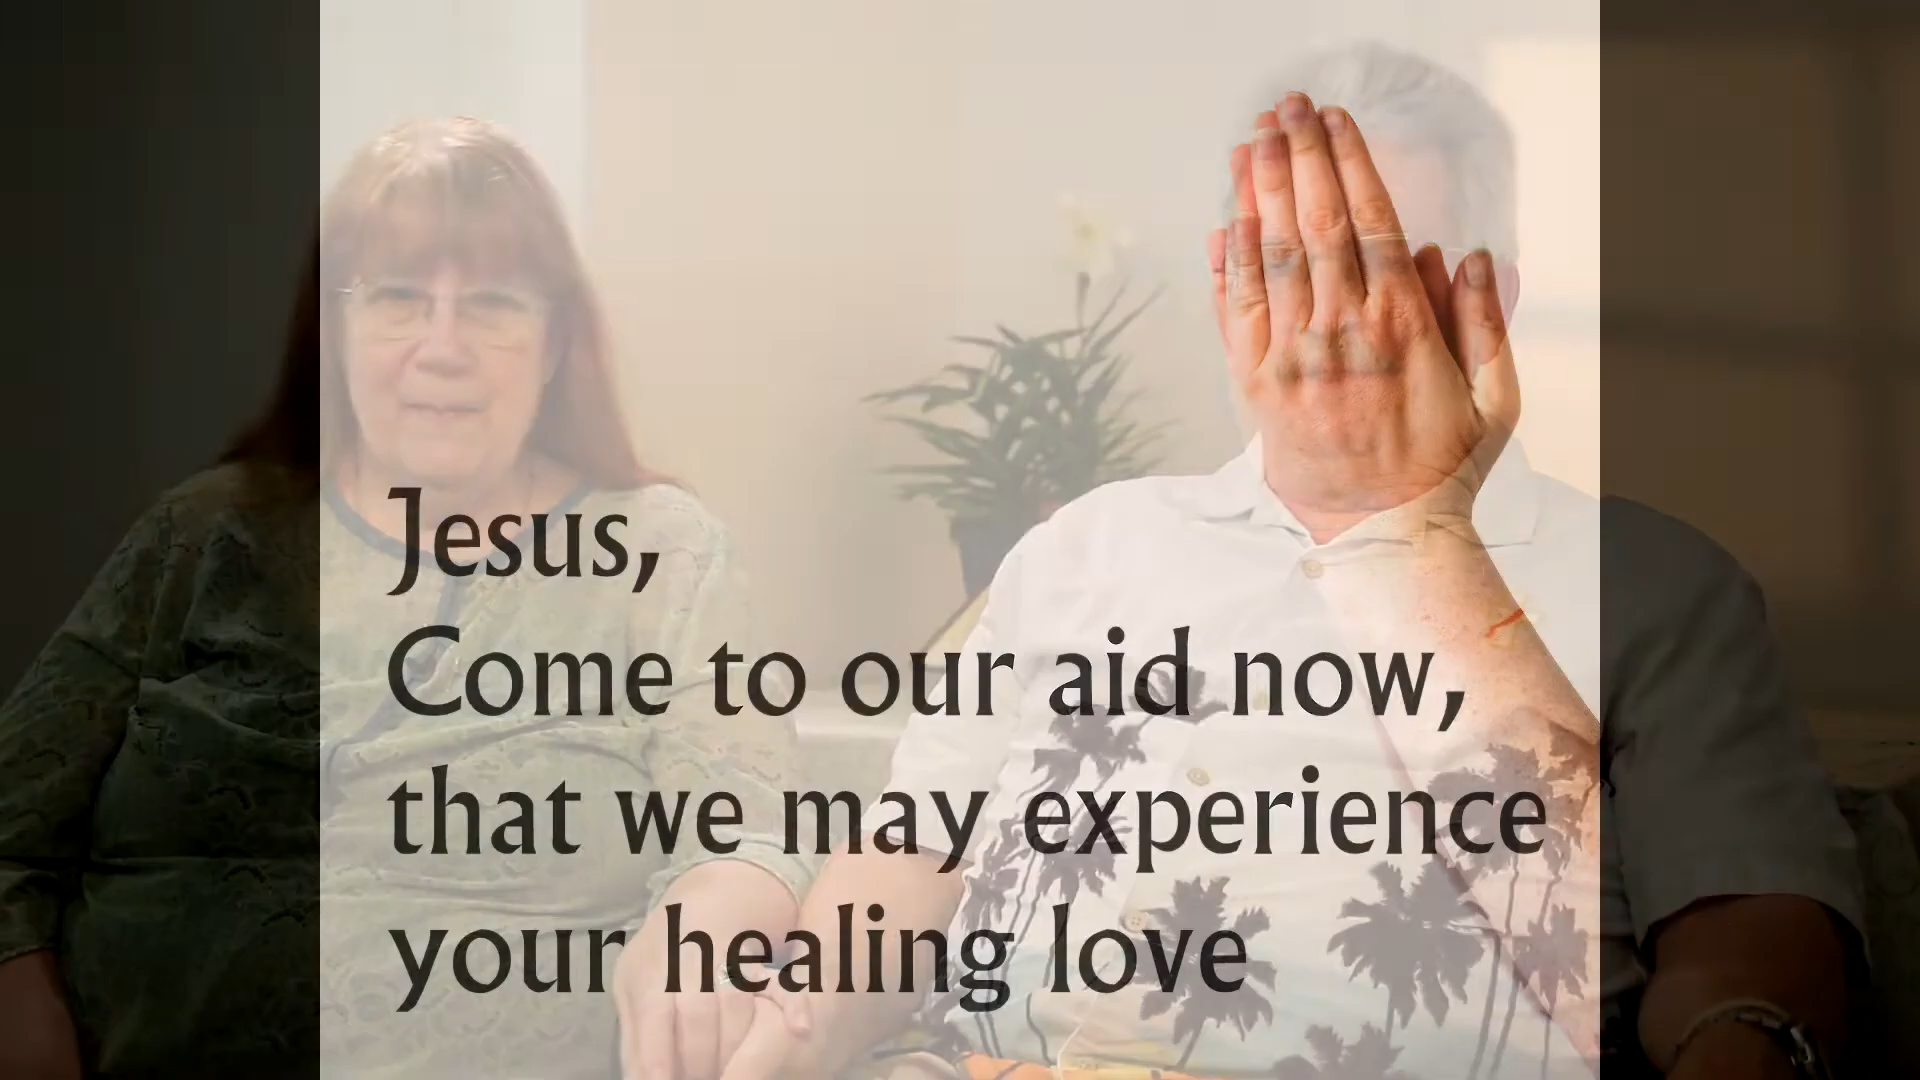 Jesus,
Come to our aid now,
that we may experience
your healing love